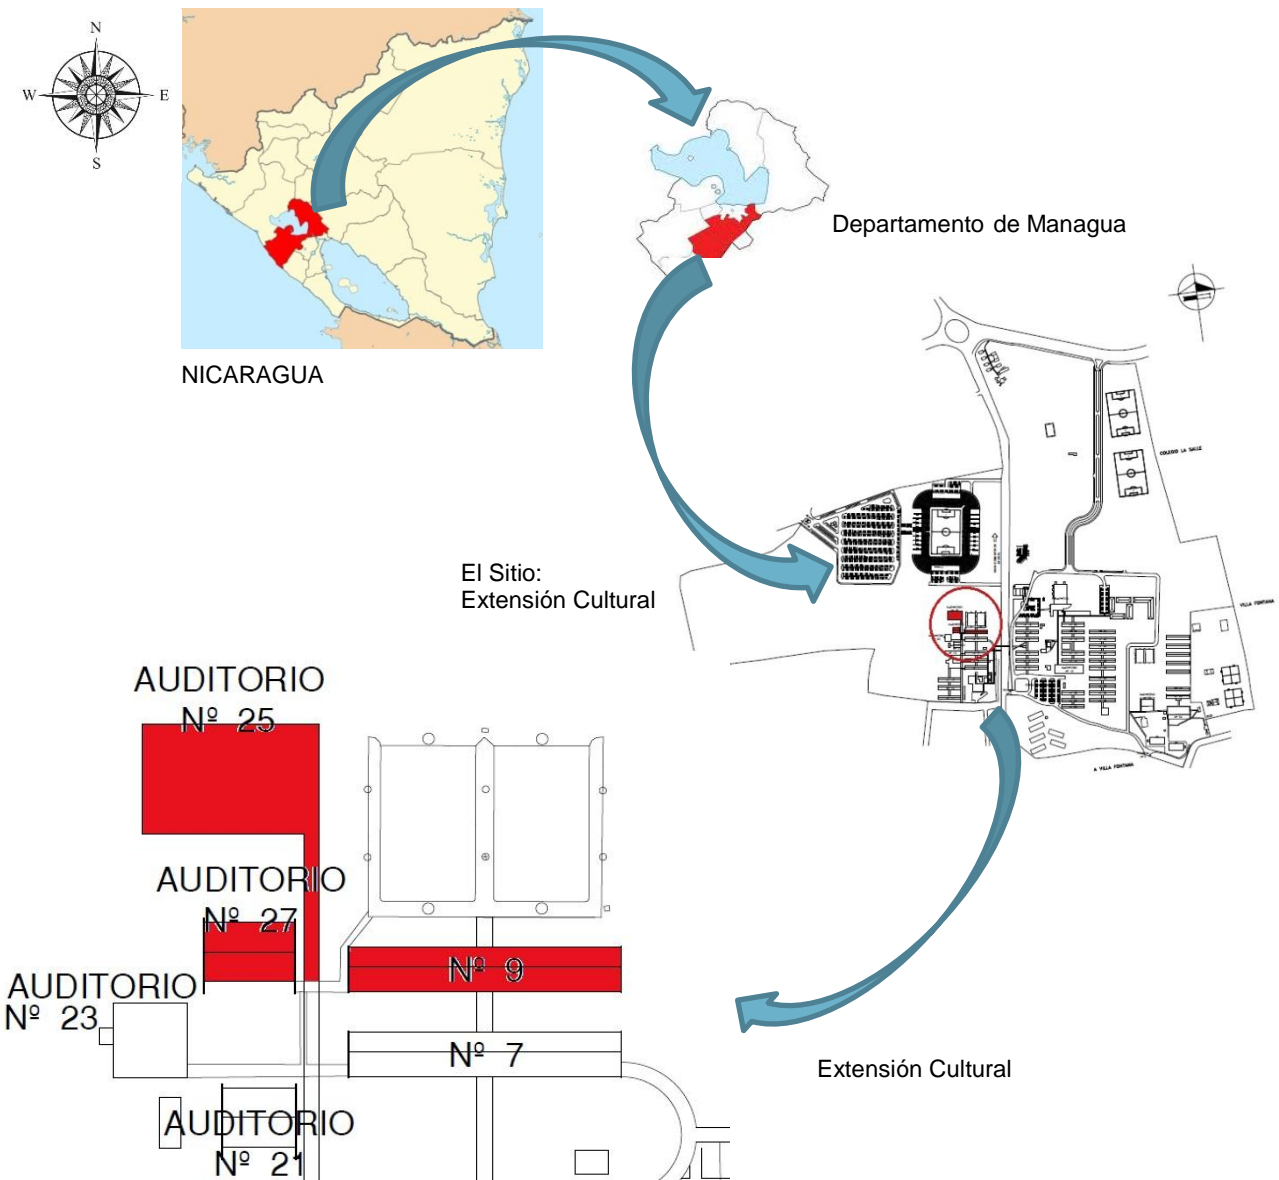 N
W E
S
NICARAGUA
Departamento de Managua
COLEGIO LA SALLE
El Sitio:
Extensión Cultural
VILLA FONTANA
A VILLA FONTANA
AUDITORIO
Nº 25
AUDITORIO
Nº 27
Nº 9
AUDITORIO
Nº 23
Nº 7
Extensión Cultural
AUDITORIO
Nº 21